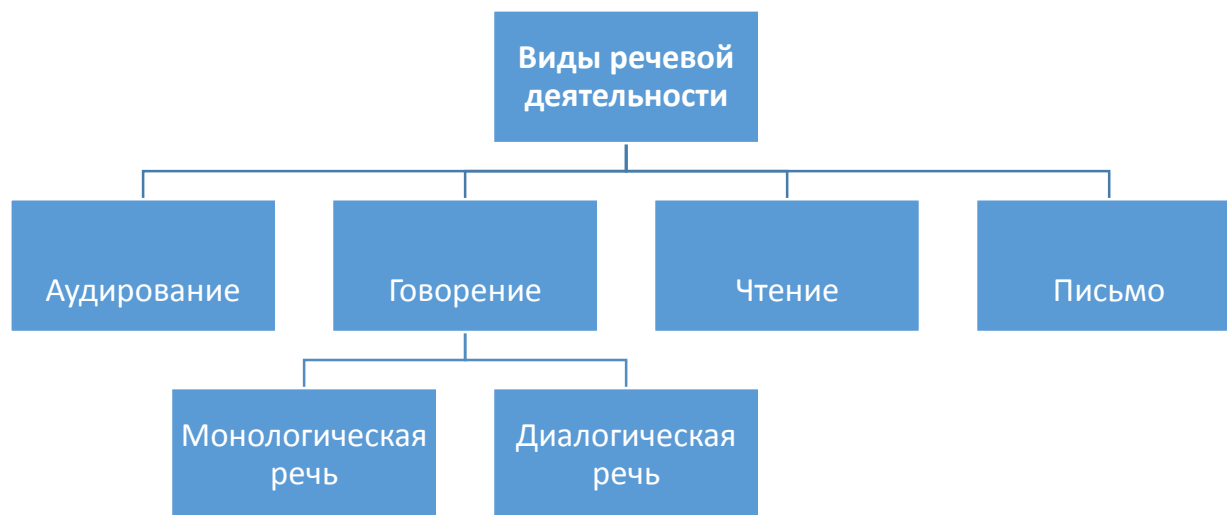 Виды речевой
деятельности
Аудирование
Говорение
Чтение
Письмо
Монологическая
речь
Диалогическая
речь